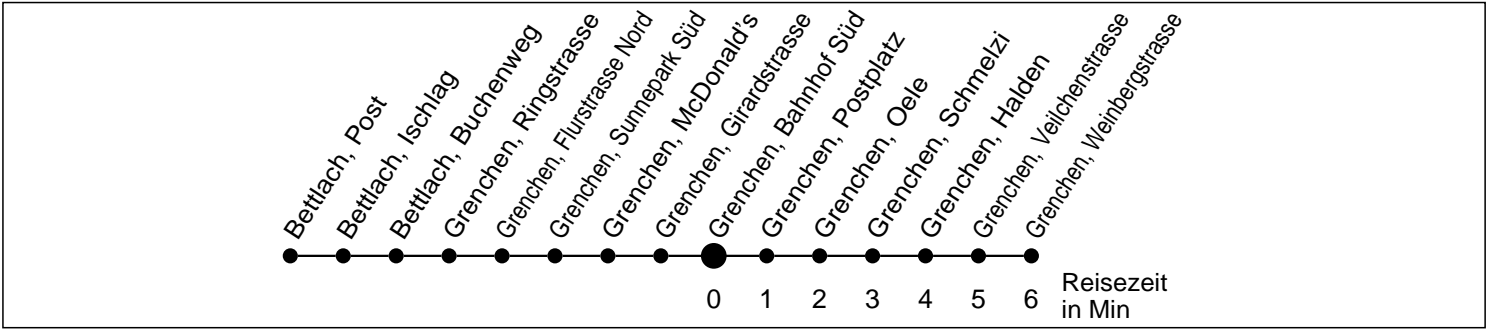 Bettlach, Post
Bettlach, Ischlag
Bettlach, Buchenweg
Grenchen, Ringstrasse
Grenchen, Flurstrasse Nord
Grenchen, Sunnepark Süd
Grenchen, McDonald's
Grenchen, Girardstrasse
Grenchen, Bahnhof Süd
Grenchen, Postplatz
Grenchen, Oele
Grenchen, Schmelzi
Grenchen, Halden
Grenchen, Veilchenstrasse
Grenchen, Weinbergstrasse
0 1 2 3 4 5 6
Reisezeit
in Min